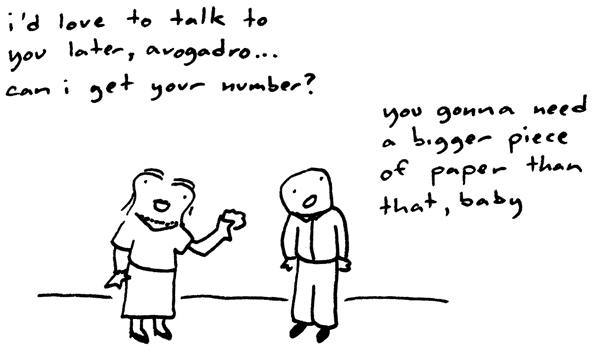 i'd love to talk to
you later, avogadro...
can i get your number?
you gonna need
a bigger piece
of paper than
that, baby